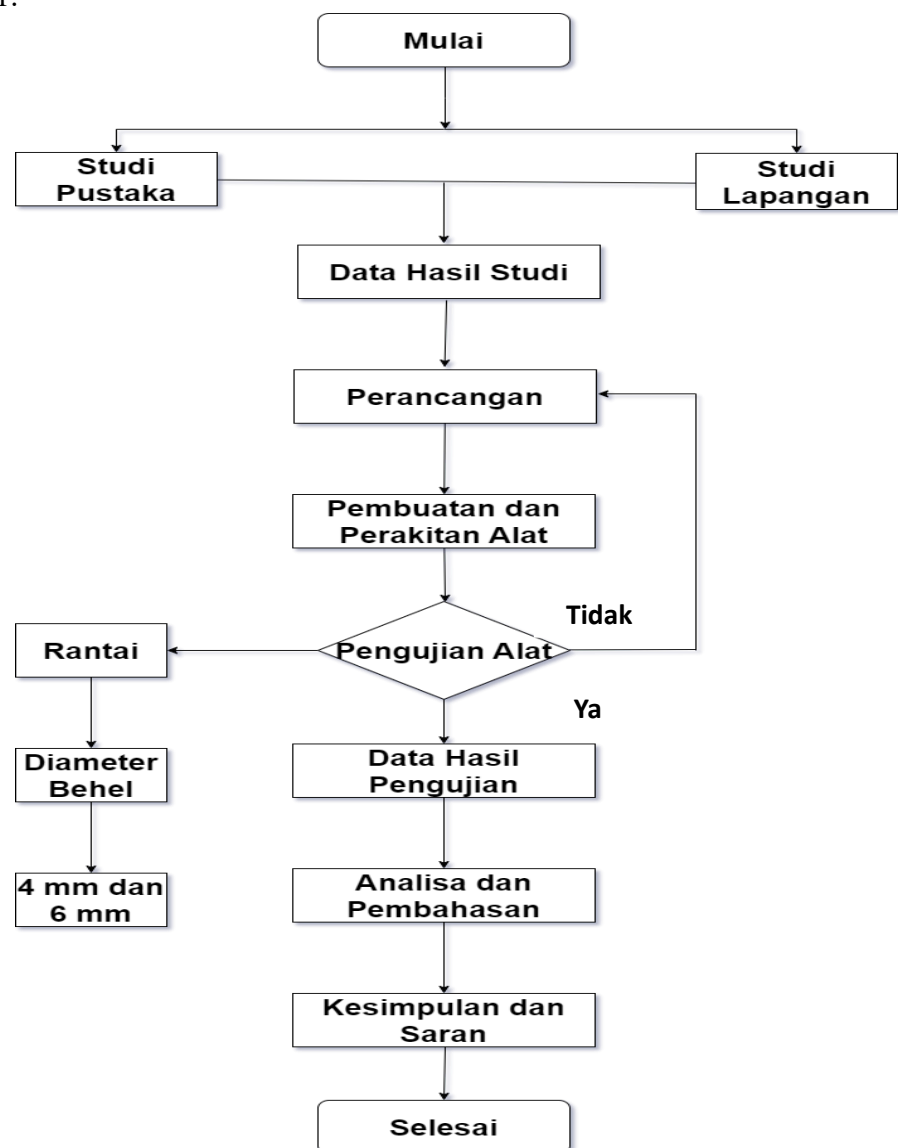 Mulai
Studi
Pustaka
Studi
Lapangan
Data Hasil Studi
Perancangan
Pembuatan dan
Perakitan Alat
Tidak
Rantai
Pengujian Alat
Ya
Diameter
Behel
Data Hasil
Pengujian
4 mm dan
6 mm
Analisa dan
Pembahasan
Kesimpulan dan
Saran
Selesai